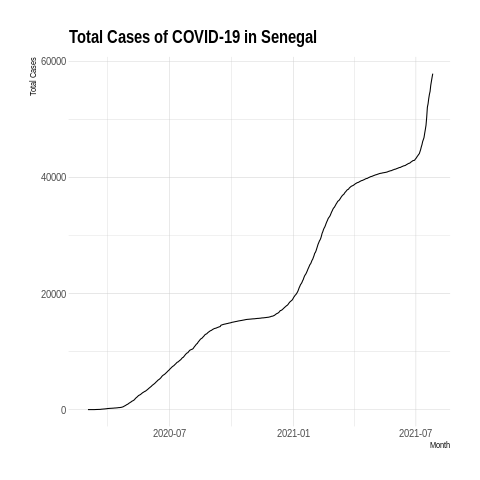 Total Cases of COVID-19 in Senegal
Total Cases
60000
40000
20000
0
2020-07
2021-01
2021-07
Month